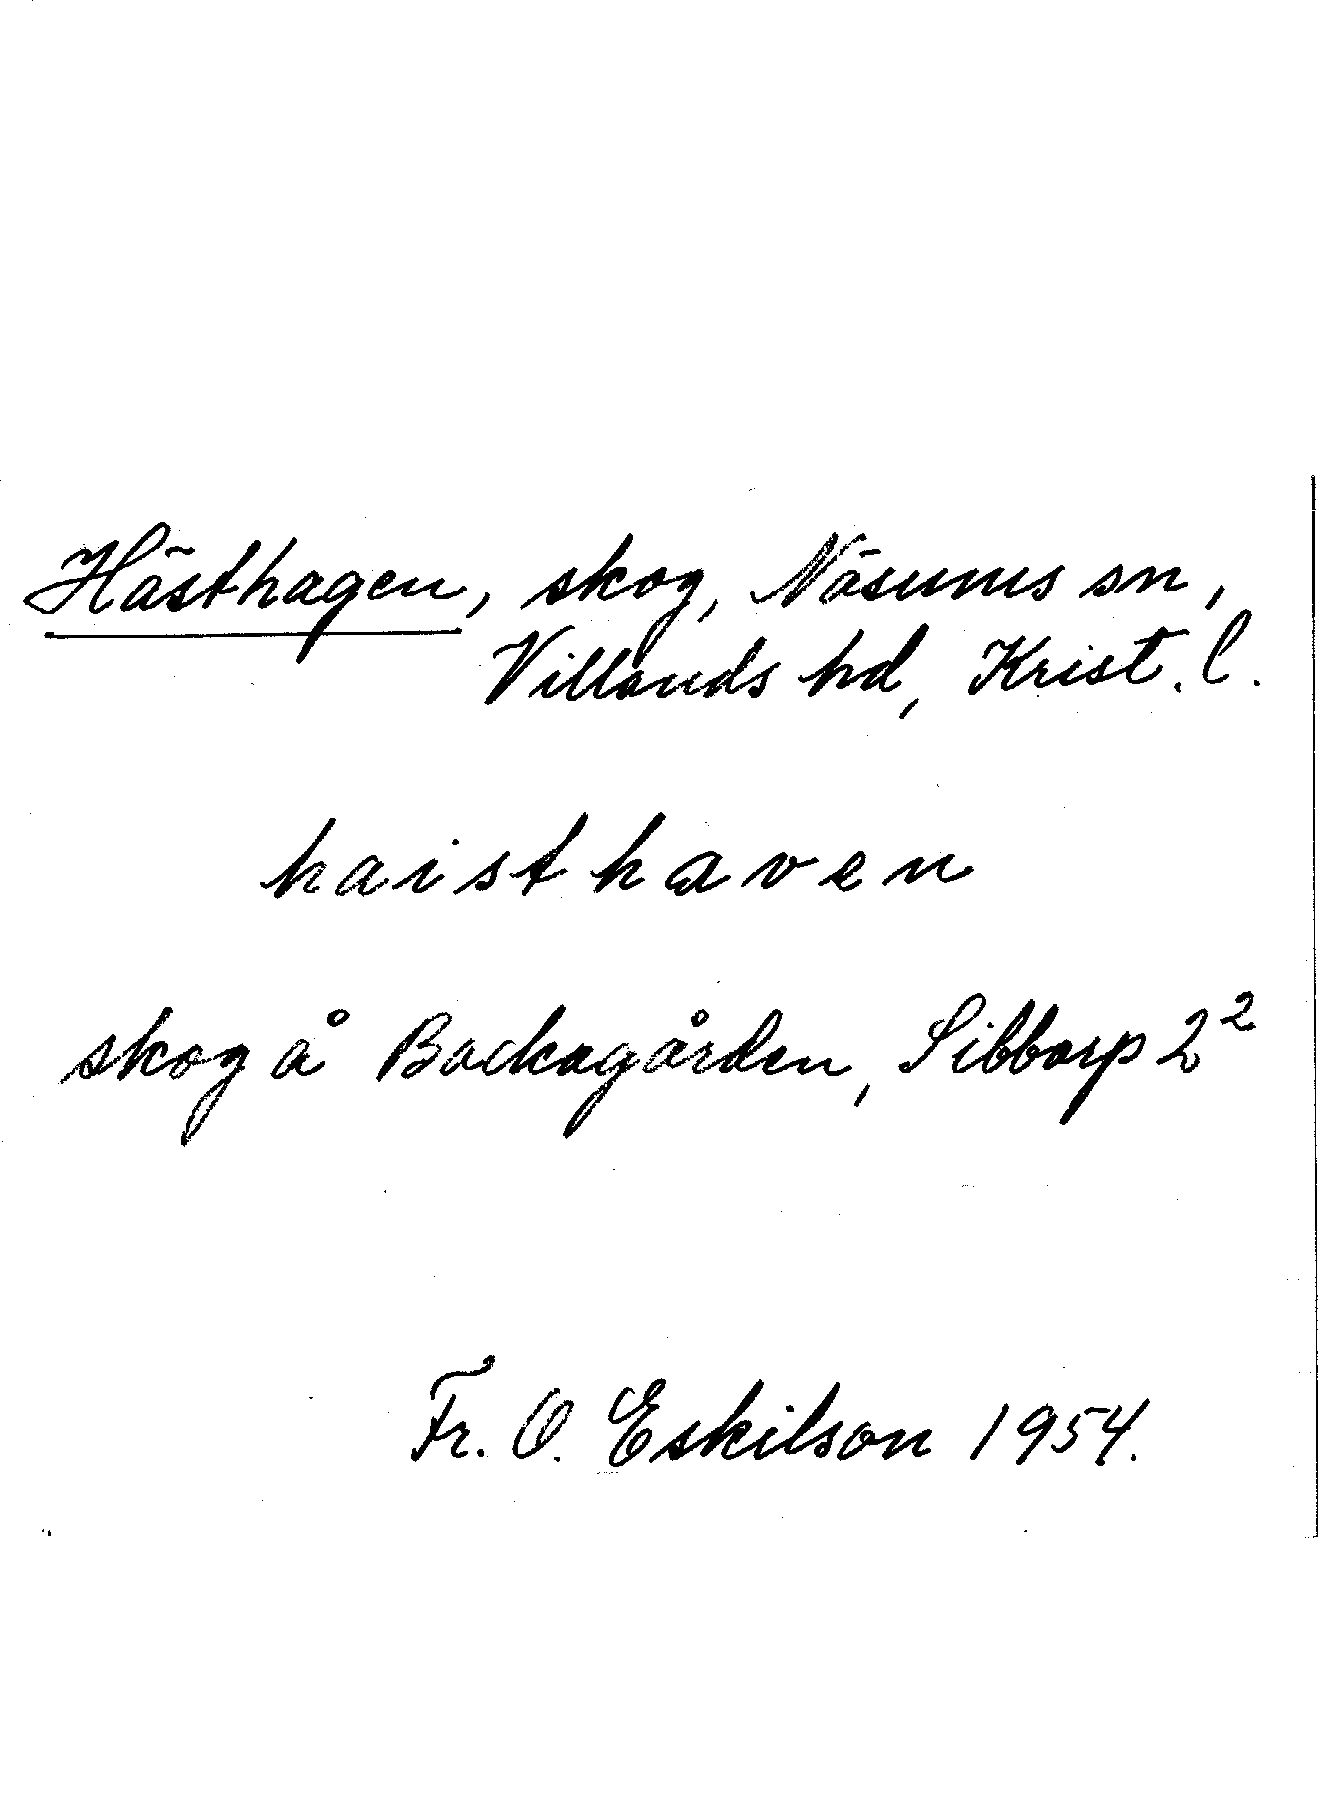 Hästhagen, skog, Näsums sn,
Villands hd, Krist. l.
haisthaven
skog å Backagården, Sibbarp 2²
Fr. O. Eskilson 1954.